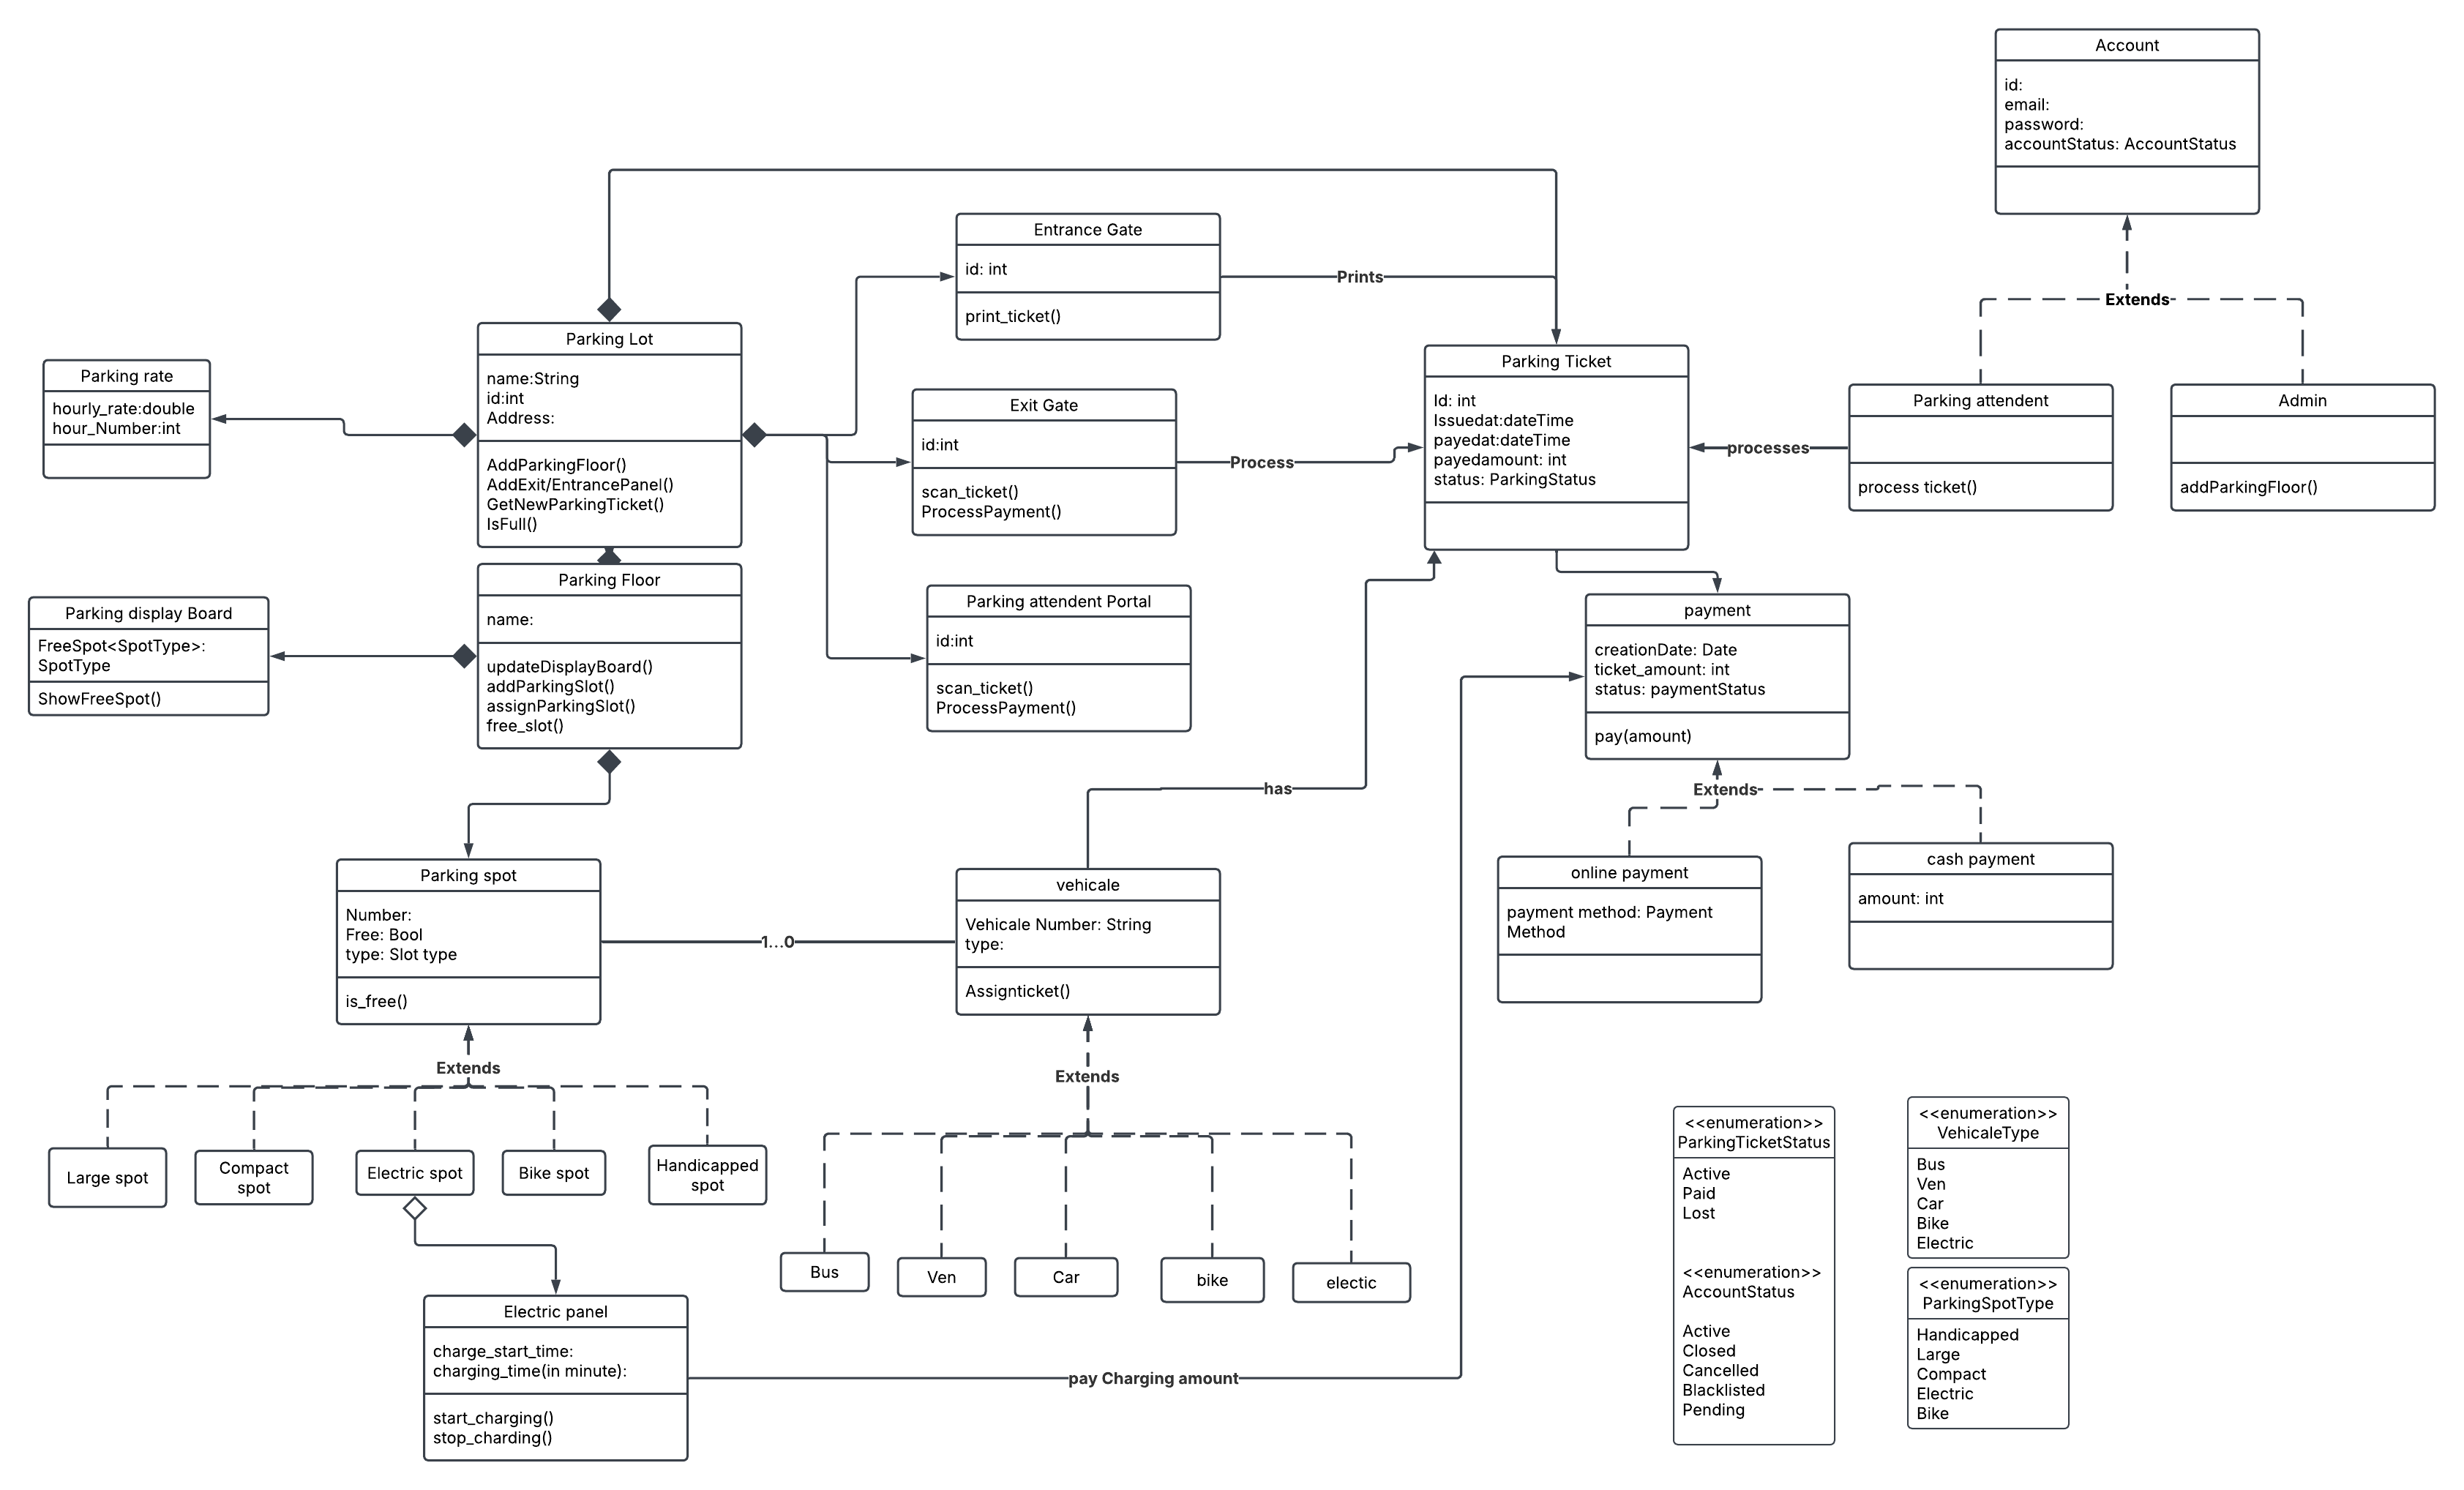 Account
id:
email:
password:
accountStatus: AccountStatus
Extends
Entrance Gate
id: int
print_ticket()
Prints
Parking Lot
name:String
id:int
Address:
AddParkingFloor()
AddExit/EntrancePanel()
GetNewParkingTicket()
IsFull()
Parking rate
hourly_rate:double
hour_Number:int
Exit Gate
id:int
scan_ticket()
ProcessPayment()
Process
Parking Ticket
Id: int
Issuedat:dateTime
payedat:dateTime
payedamount: int
status: ParkingStatus
processes
Parking attendent
process ticket()
Admin
addParkingFloor()
Parking display Board
FreeSpot<SpotType>:
SpotType
ShowFreeSpot()
Parking Floor
name:
updateDisplayBoard()
addParkingSlot()
assignParkingSlot()
free_slot()
Parking attendent Portal
id:int
scan_ticket()
ProcessPayment()
payment
creationDate: Date
ticket_amount: int
status: paymentStatus
pay(amount)
has
Extends
online payment
payment method: Payment
Method
cash payment
amount: int
Parking spot
Number:
Free: Bool
type: Slot type
is_free()
1...0
vehicale
Vehicale Number: String
type:
Assignticket()
Extends
Large spot
Compact
spot
Electric spot
Bike spot
Handicapped
spot
Extends
Bus
Ven
Car
bike
electic
Electric panel
charge_start_time:
charging_time(in minute):
start_charging()
stop_charding()
pay Charging amount
<<enumeration>>
ParkingTicketStatus
Active
Paid
Lost
<<enumeration>>
AccountStatus
Active
Closed
Cancelled
Blacklisted
Pending
<<enumeration>>
VehicaleType
Bus
Ven
Car
Bike
Electric
<<enumeration>>
ParkingSpotType
Handicapped
Large
Compact
Electric
Bike